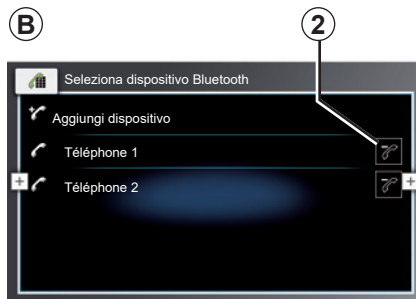 B
2
Seleziona dispositivo Bluetooth
Aggiungi dispositivo
Téléphone 1
Téléphone 2